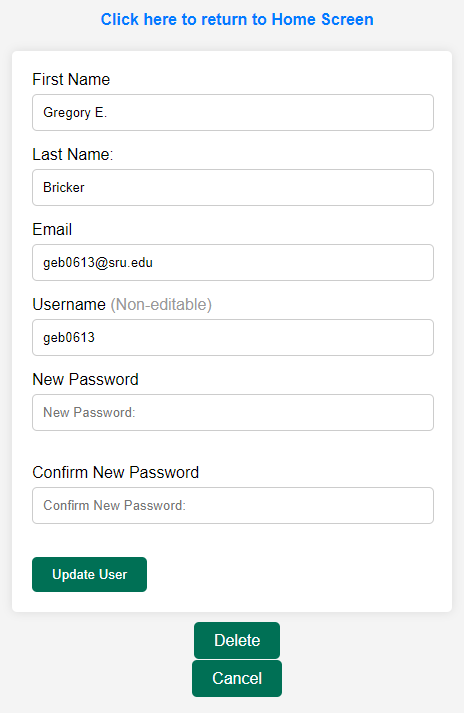 Click here to return to Home Screen
First Name
Gregory E.
Last Name:
Bricker
Email
geb0613@sru.edu
Username (Non-editable)
geb0613
New Password
New Password:
Confirm New Password
Confirm New Password:
Update User
Delete
Cancel